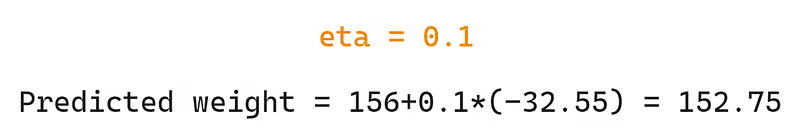 eta = 0.1
Predicted weight = 156+0.1*(-32.55) = 152.75